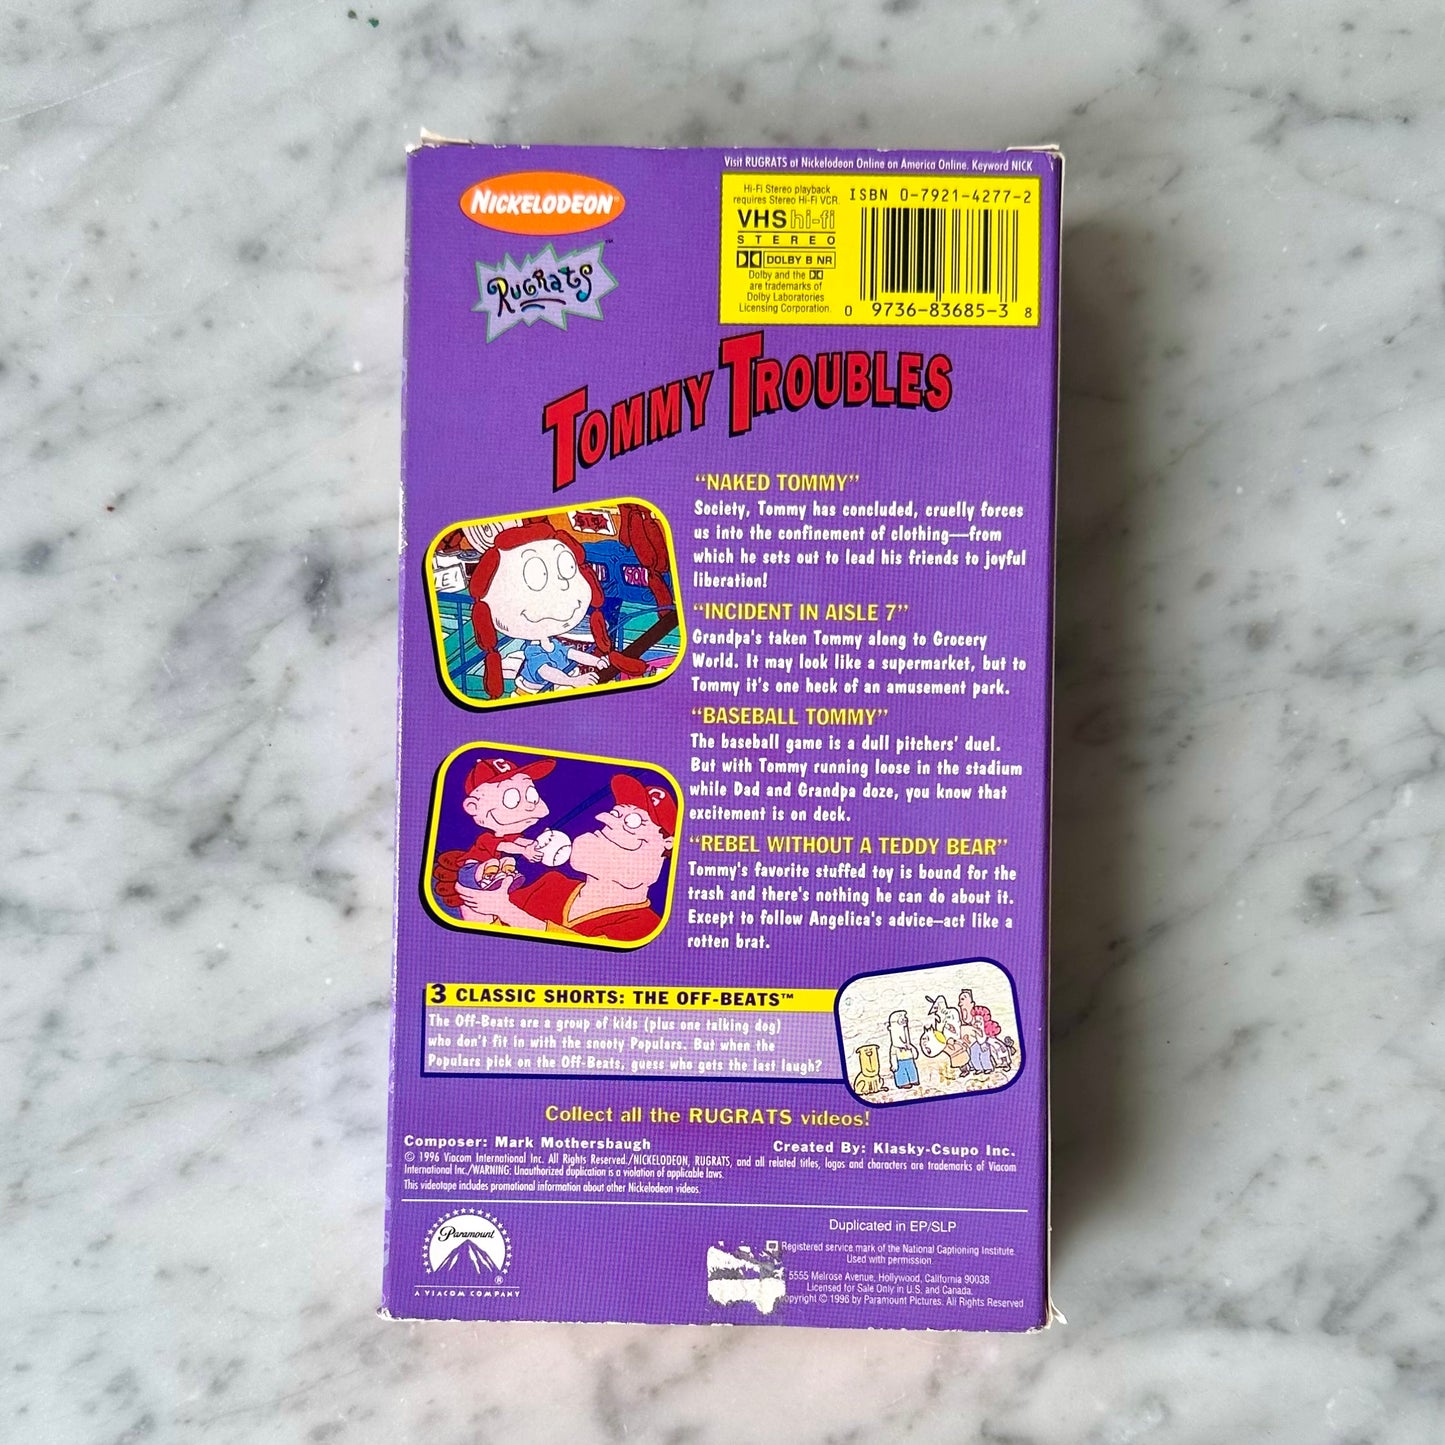 Visit RUGRATS at Nickelodeon Online on America Online. Keyword NICK
NICKELODEON®
RUGRATS™
Hi-Fi Stereo playback
requires Stereo Hi-Fi VCR.
VHS hi-fi
STEREO
DOLBY B NR
Dolby and the
are trademarks of
Dolby Laboratories
Licensing Corporation.
ISBN 0-7921-4277-2
0 9736-83685-3 8
TOMMY TROUBLES
“NAKED TOMMY”
Society, Tommy has concluded, cruelly forces
us into the confinement of clothing—from
which he sets out to lead his friends to joyful
liberation!
“INCIDENT IN AISLE 7”
Grandpa's taken Tommy along to Grocery
World. It may look like a supermarket, but to
Tommy it's one heck of an amusement park.
“BASEBALL TOMMY”
The baseball game is a dull pitchers' duel.
But with Tommy running loose in the stadium
while Dad and Grandpa doze, you know that
excitement is on deck.
“REBEL WITHOUT A TEDDY BEAR”
Tommy's favorite stuffed toy is bound for the
trash and there's nothing he can do about it.
Except to follow Angelica's advice—act like a
rotten brat.
G
G
3 CLASSIC SHORTS: THE OFF-BEATS™
The Off-Beats are a group of kids (plus one talking dog)
who don't fit in with the snooty Populars. But when the
Populars pick on the Off-Beats, guess who gets the last laugh?
Collect all the RUGRATS videos!
Composer: Mark Mothersbaugh
Created By: Klasky-Csupo Inc.
© 1996 Viacom International Inc. All Rights Reserved./NICKELODEON, RUGRATS, and all related titles, logos and characters are trademarks of Viacom
International Inc./WARNING: Unauthorized duplication is a violation of applicable laws.
This videotape includes promotional information about other Nickelodeon videos.
Paramount
®
A VIACOM COMPANY
Duplicated in EP/SLP
Registered service mark of the National Captioning Institute.
Used with permission.
5555 Melrose Avenue, Hollywood, California 90038.
Licensed for Sale Only in U.S. and Canada.
opyright © 1996 by Paramount Pictures. All Rights Reserved